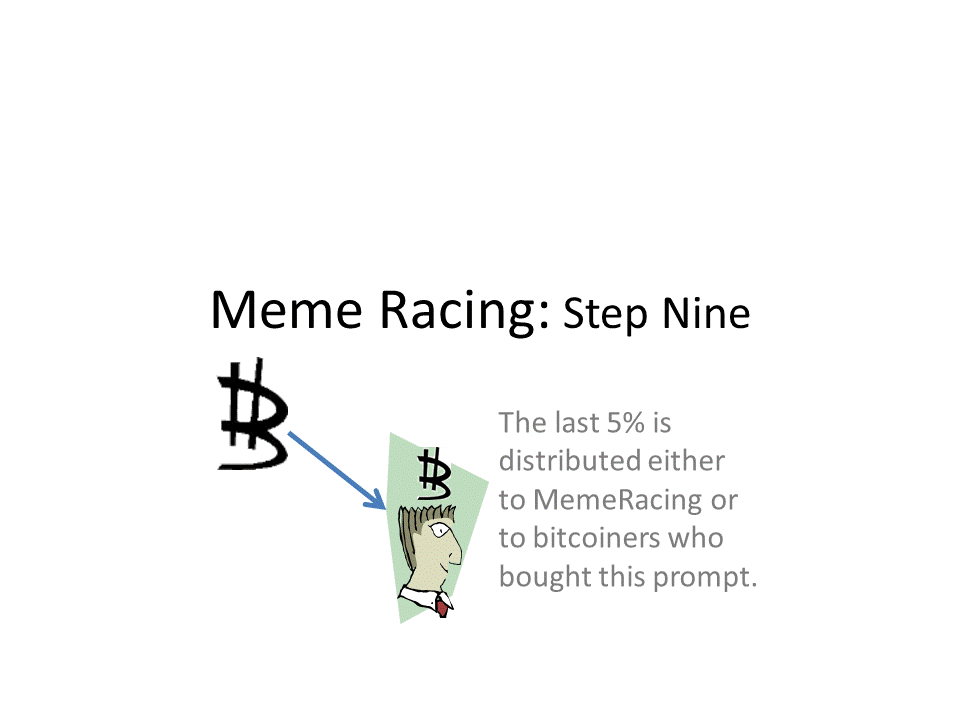 Meme Racing: Step Nine
The last 5% is
distributed either
to MemeRacing or
to bitcoiners who
bought this prompt.